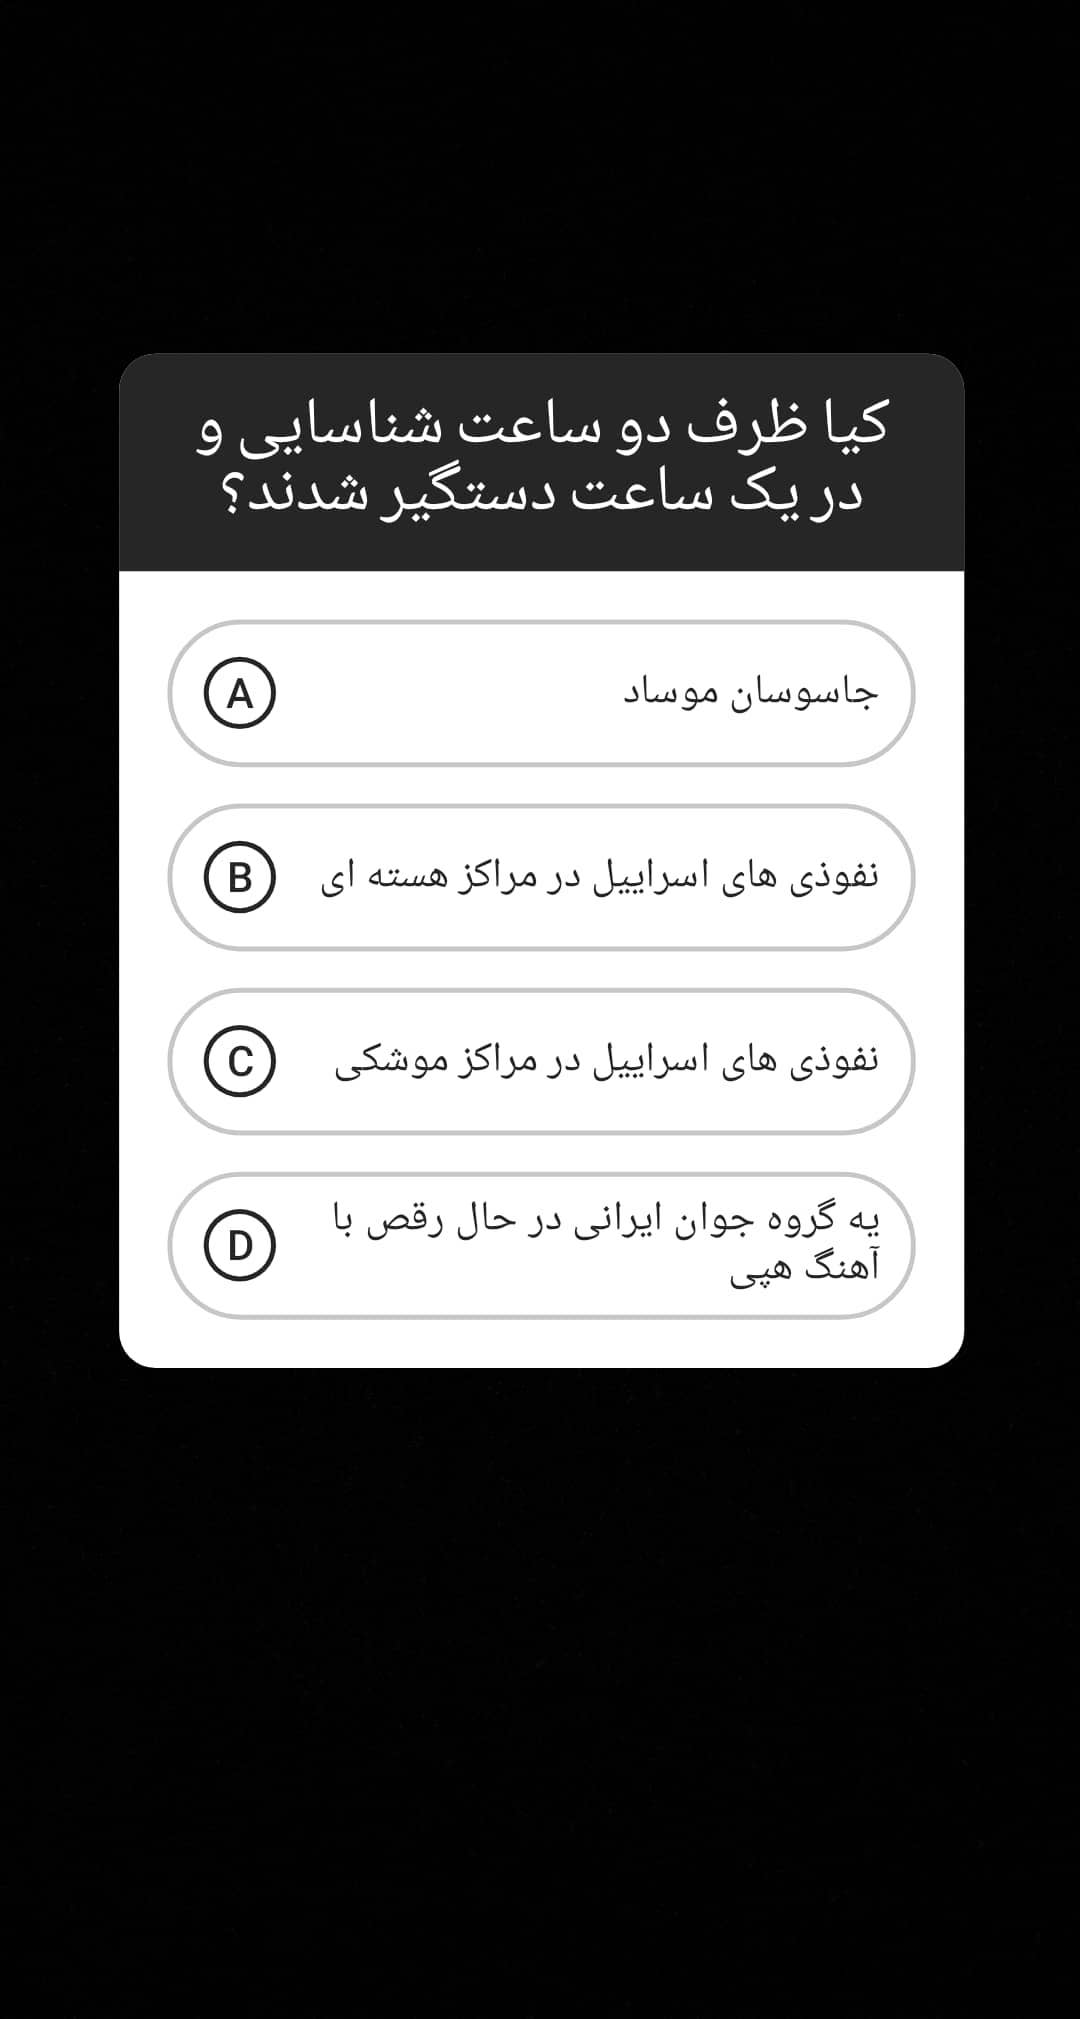 کیا ظرف دو ساعت شناسایی و
در یک ساعت دستگیر شدند؟
A جاسوسان موساد
B نفوذی های اسراییل در مراکز هسته ای
C نفوذی های اسراییل در مراکز موشکی
D یه گروه جوان ایرانی در حال رقص با
آهنگ هپی